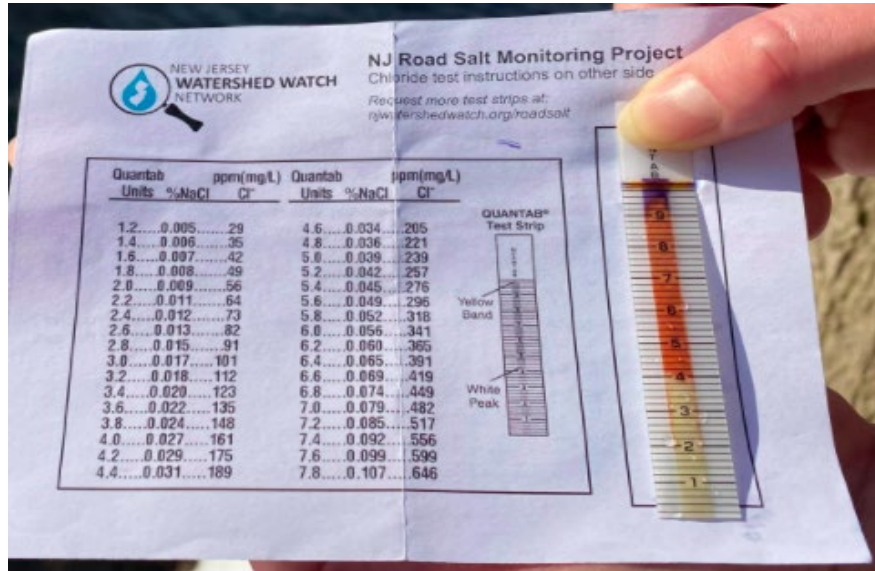 NEW JERSEY
WATERSHED WATCH
NETWORK
NJ Road Salt Monitoring Project
Chloride test instructions on other side
Request more test strips at:
njwatershedwatch.org/roadsalt
Quantab ppm(mg/L) Quantab ppm(mg/L)
Units %NaCl Cl⁻ Units %NaCl Cl⁻
1.2.....0.005......29 4.6.....0.034....205
1.4.....0.006......35 4.8.....0.036....221
1.6.....0.007......42 5.0.....0.039....239
1.8.....0.008......49 5.2.....0.042....257
2.0.....0.009......56 5.4.....0.045....276
2.2.....0.011......64 5.6.....0.049....296
2.4.....0.012......73 5.8.....0.052....318
2.6.....0.013......82 6.0.....0.056....341
2.8.....0.015......91 6.2.....0.060....365
3.0.....0.017.....101 6.4.....0.065....391
3.2.....0.018.....112 6.6.....0.069....419
3.4.....0.020.....123 6.8.....0.074....449
3.6.....0.022.....135 7.0.....0.079....482
3.8.....0.024.....148 7.2.....0.085....517
4.0.....0.027.....161 7.4.....0.092....556
4.2.....0.029.....175 7.6.....0.099....599
4.4.....0.031.....189 7.8.....0.107....646
QUANTAB®
Test Strip
Yellow
Band
White
Peak
TAB
9
8
7
6
5
4
3
2
1